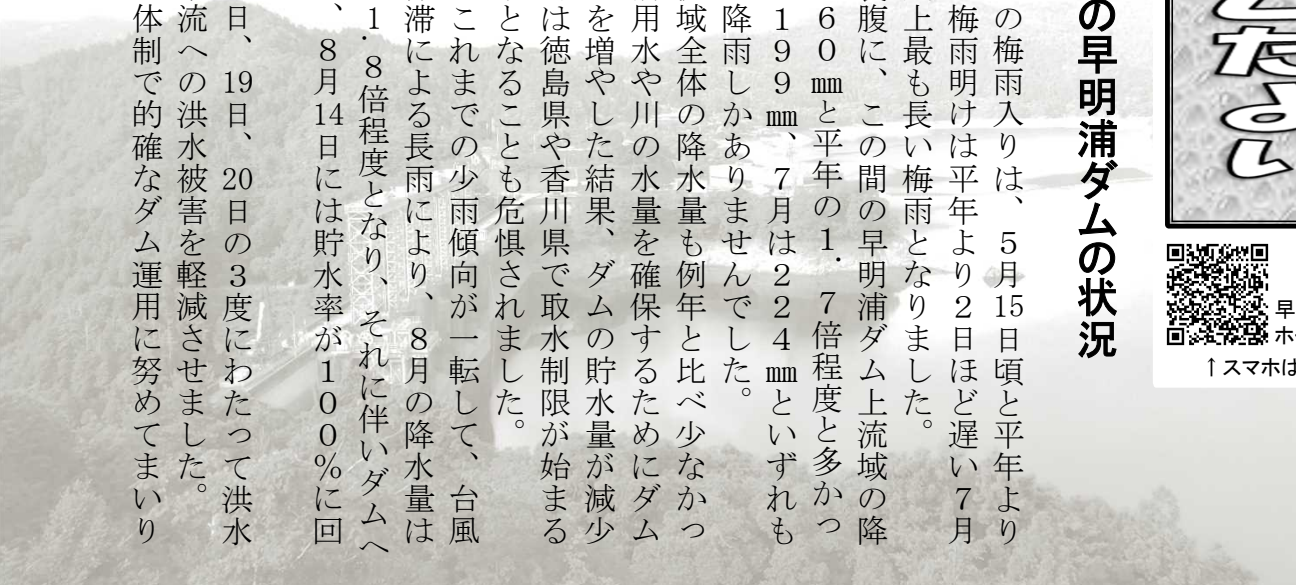 だより
早
ホ
↑スマホは
の早明浦ダムの状況
の梅雨入りは、５月15日頃と平年より
梅雨明けは平年より２日ほど遅い７月
上最も長い梅雨となりました。
腹に、この間の早明浦ダム上流域の降
６０㎜と平年の１．７倍程度と多かっ
１９９㎜、７月は２２４㎜といずれも
降雨しかありませんでした。
域全体の降水量も例年と比べ少なかっ
用水や川の水量を確保するためにダム
を増やした結果、ダムの貯水量が減少
は徳島県や香川県で取水制限が始まる
となることも危惧されました。
これまでの少雨傾向が一転して、台風
滞による長雨により、８月の降水量は
１．８倍程度となり、それに伴いダムへ
、８月14日には貯水率が１００％に回
日、19日、20日の３度にわたって洪水
流への洪水被害を軽減させました。
体制で的確なダム運用に努めてまいり